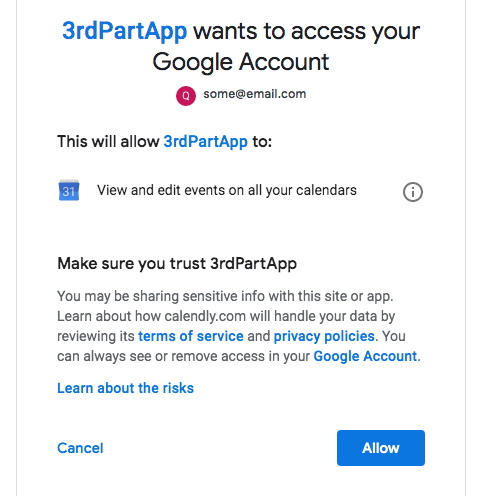 3rdPartApp wants to access your
Google Account
Q some@email.com
This will allow 3rdPartApp to:
31 View and edit events on all your calendars
Make sure you trust 3rdPartApp
You may be sharing sensitive info with this site or app.
Learn about how calendly.com will handle your data by
reviewing its terms of service and privacy policies. You
can always see or remove access in your Google Account.
Learn about the risks
Cancel Allow